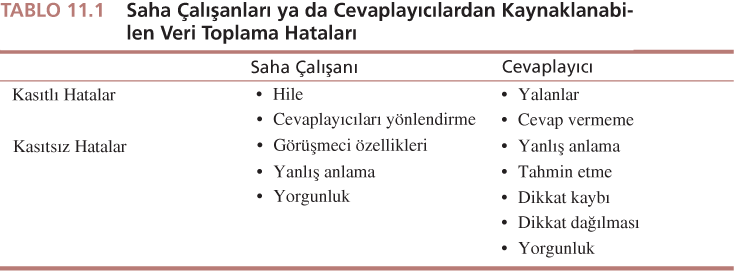 TABLO 11.1 Saha Çalışanları ya da Cevaplayıcılardan Kaynaklanabi-
len Veri Toplama Hataları
Saha Çalışanı Cevaplayıcı
Kasıtlı Hatalar • Hile • Yalanlar
• Cevaplayıcıları yönlendirme • Cevap vermeme
Kasıtsız Hatalar • Görüşmeci özellikleri • Yanlış anlama
• Yanlış anlama • Tahmin etme
• Yorgunluk • Dikkat kaybı
• Dikkat dağılması
• Yorgunluk